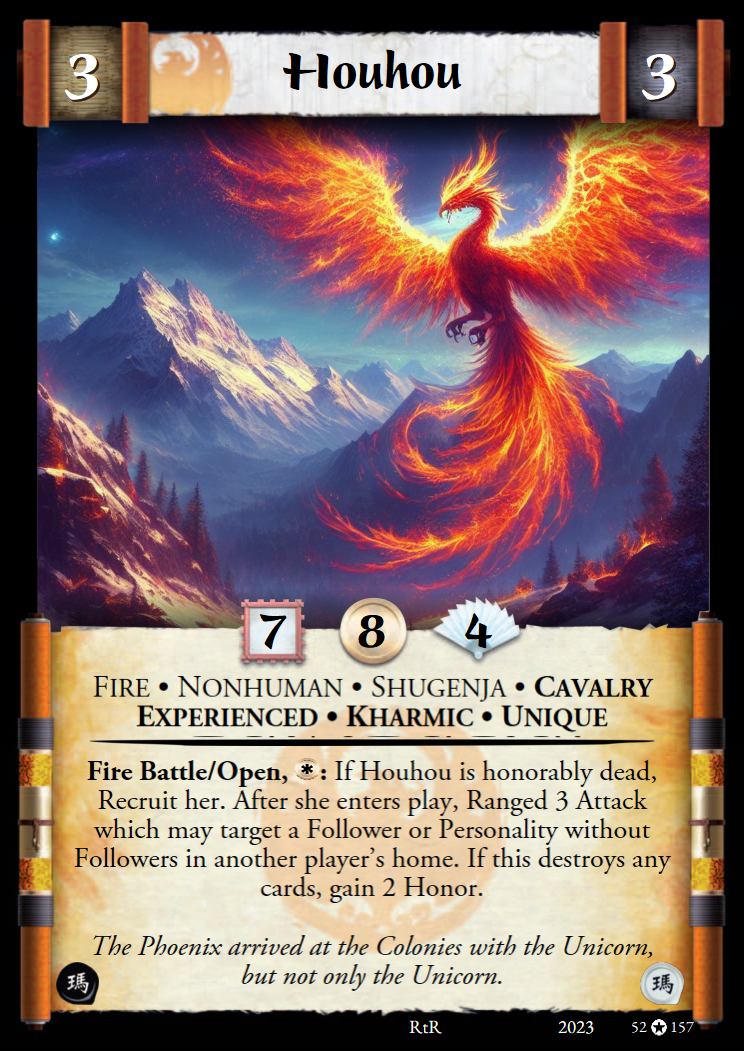 3 Houhou 3
7 8 4
FIRE • NONHUMAN • SHUGENJA • CAVALRY
EXPERIENCED • KHARMIC • UNIQUE
Fire Battle/Open, *: If Houhou is honorably dead,
Recruit her. After she enters play, Ranged 3 Attack
which may target a Follower or Personality without
Followers in another player's home. If this destroys any
cards, gain 2 Honor.
The Phoenix arrived at the Colonies with the Unicorn,
but not only the Unicorn.
瑪 瑪
RtR 2023 52 ✪ 157